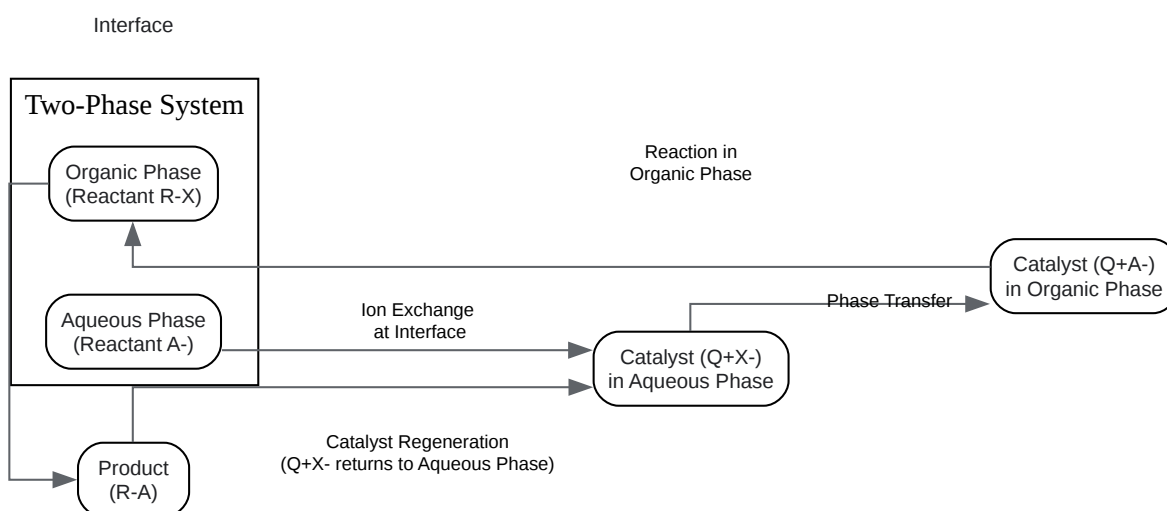 Interface
Two-Phase System
Organic Phase
(Reactant R-X)
Reaction in
Organic Phase
Catalyst (Q+A-)
in Organic Phase
Aqueous Phase
(Reactant A-)
Ion Exchange
at Interface
Phase Transfer
Catalyst (Q+X-)
in Aqueous Phase
Catalyst Regeneration
(Q+X- returns to Aqueous Phase)
Product
(R-A)